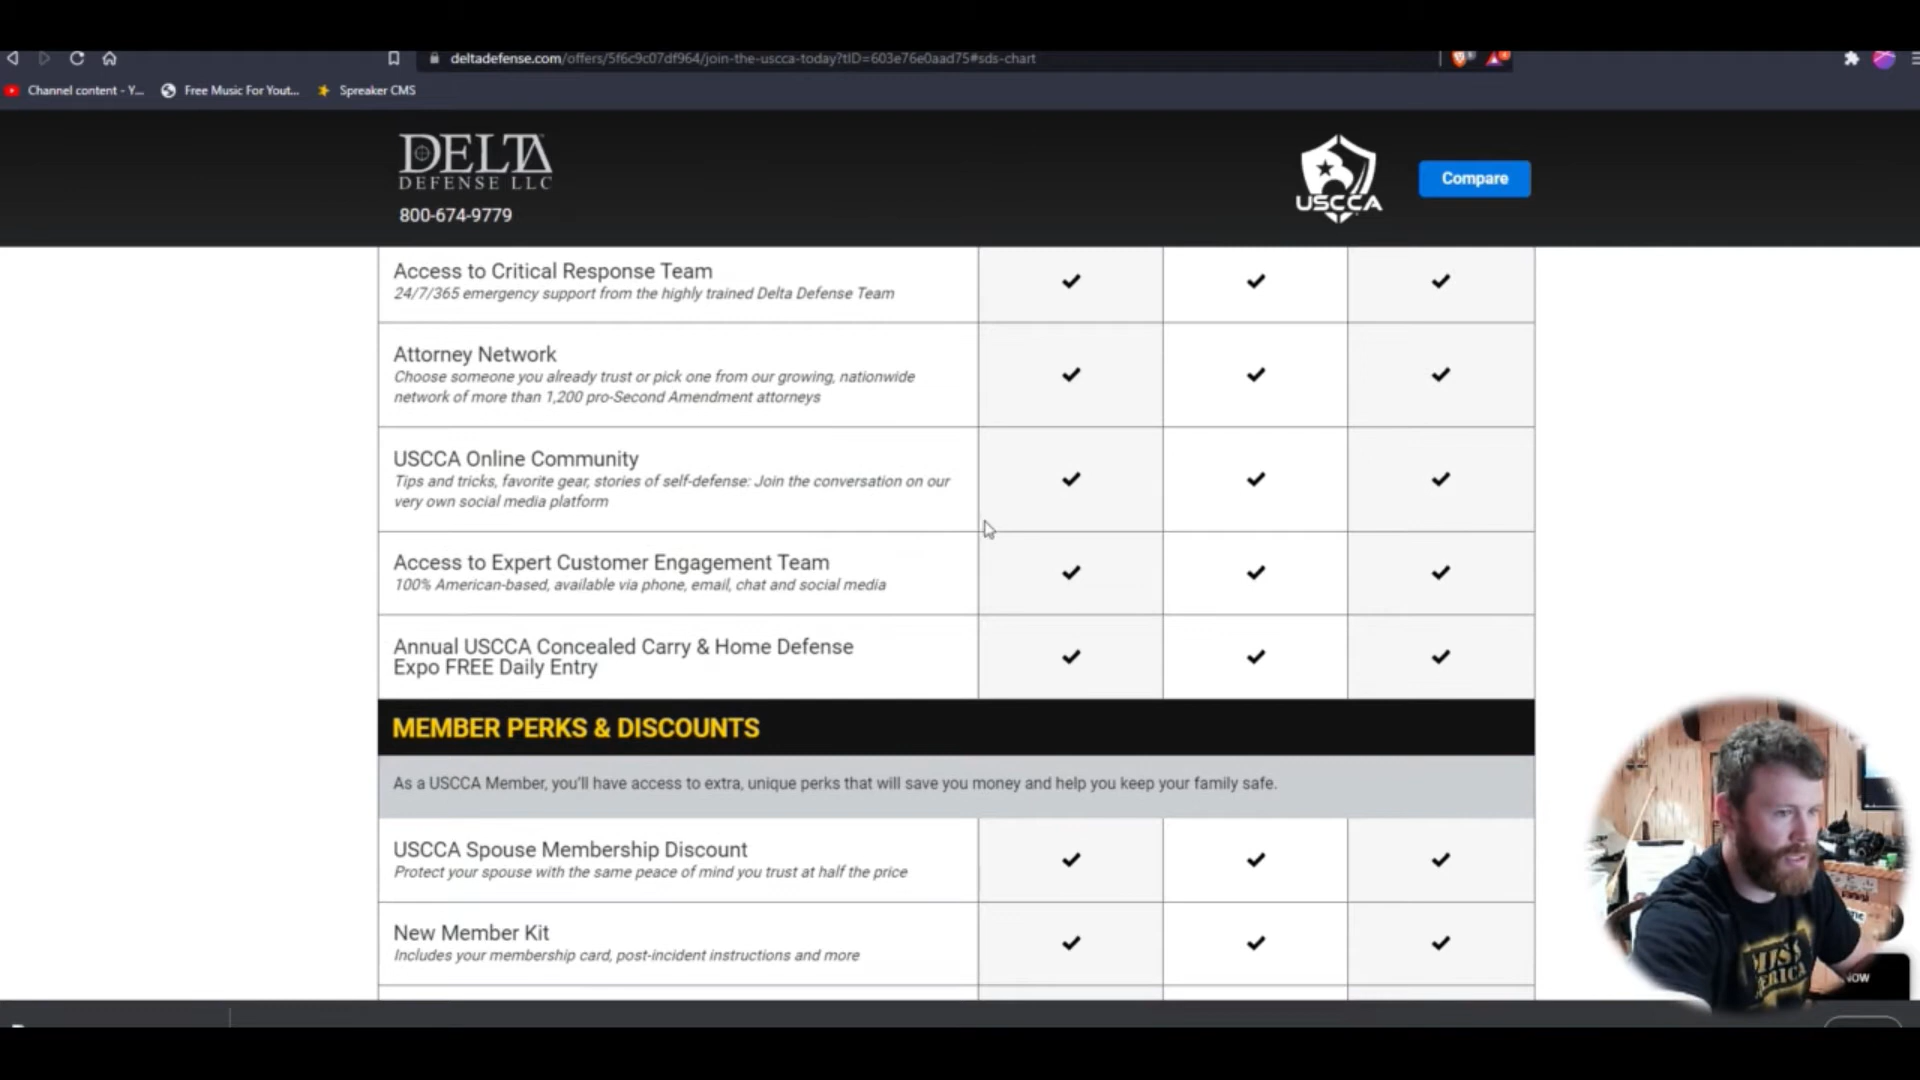 deltadefense.com/offers/5f6c9c07df964/join-the-uscca-today?tID=603e76e0aad75#sds-chart
Channel content - Y...
Free Music For Yout...
Spreaker CMS
DELTA
DEFENSE LLC
800-674-9779
USCCA
Compare
Access to Critical Response Team
24/7/365 emergency support from the highly trained Delta Defense Team
Attorney Network
Choose someone you already trust or pick one from our growing, nationwide
network of more than 1,200 pro-Second Amendment attorneys
USCCA Online Community
Tips and tricks, favorite gear, stories of self-defense: Join the conversation on our
very own social media platform
Access to Expert Customer Engagement Team
100% American-based, available via phone, email, chat and social media
Annual USCCA Concealed Carry & Home Defense
Expo FREE Daily Entry
MEMBER PERKS & DISCOUNTS
As a USCCA Member, you'll have access to extra, unique perks that will save you money and help you keep your family safe.
USCCA Spouse Membership Discount
Protect your spouse with the same peace of mind you trust at half the price
New Member Kit
Includes your membership card, post-incident instructions and more
NOW